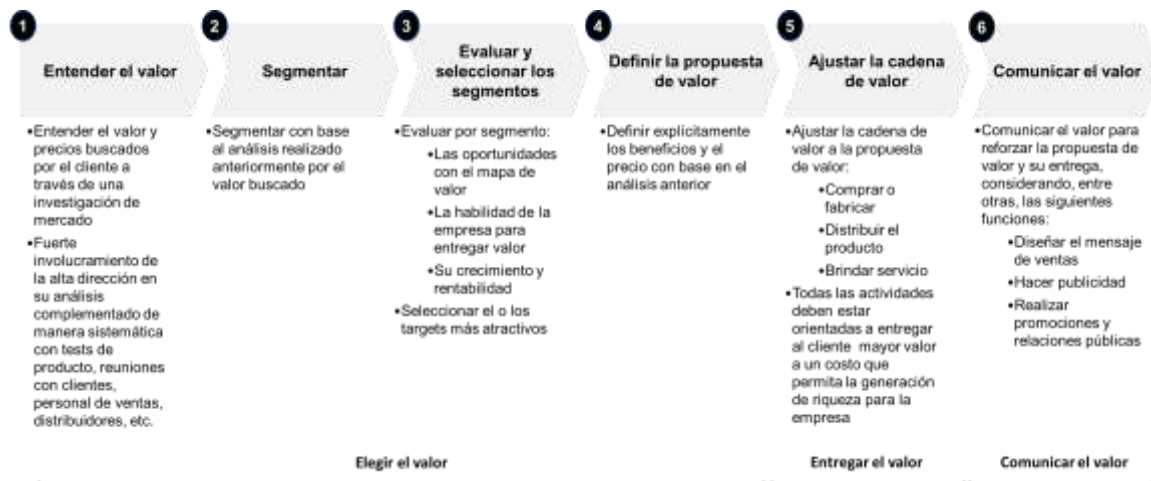 1
Entender el valor
•Entender el valor y
precios buscados
por el cliente a
través de una
investigación de
mercado
•Fuerte
involucramiento de
la alta dirección en
su análisis
complementado de
manera sistemática
con tests de
producto, reuniones
con clientes,
personal de ventas,
distribuidores, etc.
2
Segmentar
•Segmentar con base
al análisis realizado
anteriormente por el
valor buscado
3
Evaluar y
seleccionar los
segmentos
•Evaluar por segmento:
•Las oportunidades
con el mapa de
valor
•La habilidad de la
empresa para
entregar valor
•Su crecimiento y
rentabilidad
•Seleccionar el o los
targets más atractivos
4
Definir la propuesta
de valor
•Definir explícitamente
los beneficios y el
precio con base en el
análisis anterior
5
Ajustar la cadena
de valor
•Ajustar la cadena de
valor a la propuesta
de valor:
•Comprar o
fabricar
•Distribuir el
producto
•Brindar servicio
•Todas las actividades
deben estar
orientadas a entregar
al cliente mayor valor
a un costo que
permita la generación
de riqueza para la
empresa
6
Comunicar el valor
•Comunicar el valor para
reforzar la propuesta de
valor y su entrega,
considerando, entre
otras, las siguientes
funciones:
•Diseñar el mensaje
de ventas
•Hacer publicidad
•Realizar
promociones y
relaciones públicas
Elegir el valor
Entregar el valor
Comunicar el valor